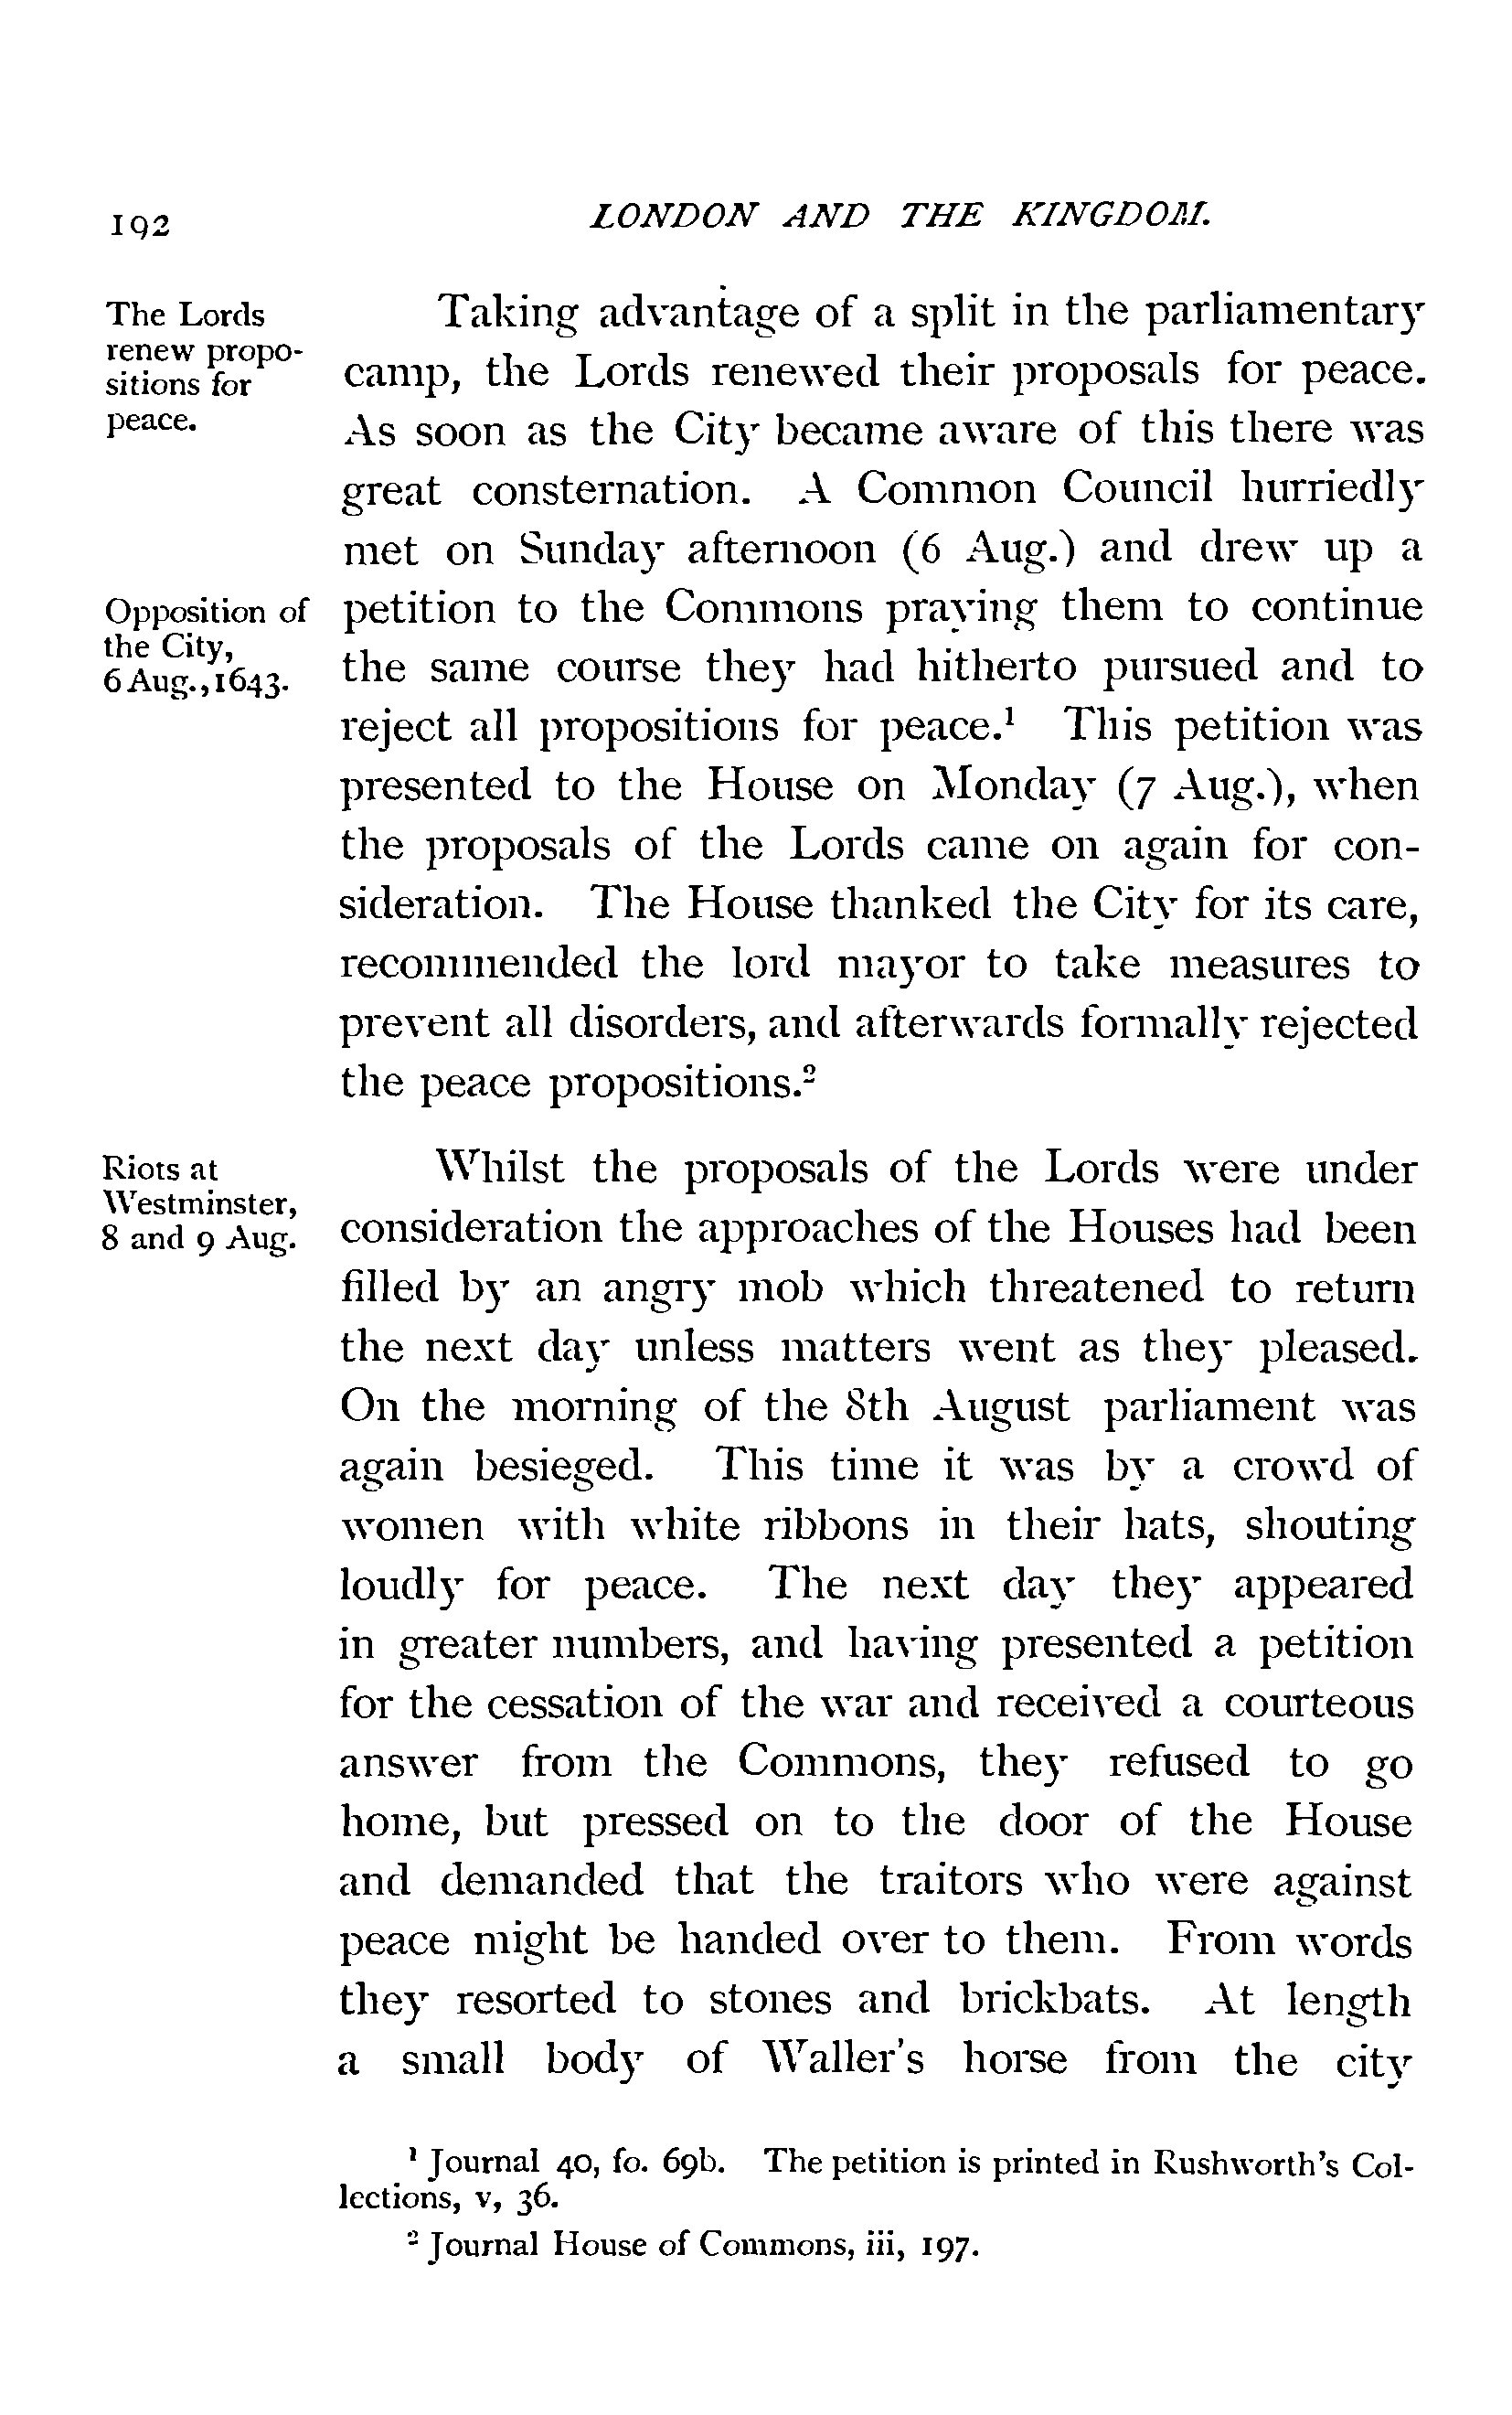 192
LONDON AND THE KINGDOM.
The Lords
renew propo-
sitions for
peace.
Taking advantage of a split in the parliamentary
camp, the Lords renewed their proposals for peace.
As soon as the City became aware of this there was
great consternation. A Common Council hurriedly
met on Sunday afternoon (6 Aug.) and drew up a
Opposition of
the City,
6 Aug., 1643.
petition to the Commons praying them to continue
the same course they had hitherto pursued and to
reject all propositions for peace.¹ This petition was
presented to the House on Monday (7 Aug.), when
the proposals of the Lords came on again for con-
sideration. The House thanked the City for its care,
recommended the lord mayor to take measures to
prevent all disorders, and afterwards formally rejected
the peace propositions.²
Riots at
Westminster,
8 and 9 Aug.
Whilst the proposals of the Lords were under
consideration the approaches of the Houses had been
filled by an angry mob which threatened to return
the next day unless matters went as they pleased.
On the morning of the 8th August parliament was
again besieged. This time it was by a crowd of
women with white ribbons in their hats, shouting
loudly for peace. The next day they appeared
in greater numbers, and having presented a petition
for the cessation of the war and received a courteous
answer from the Commons, they refused to go
home, but pressed on to the door of the House
and demanded that the traitors who were against
peace might be handed over to them. From words
they resorted to stones and brickbats. At length
a small body of Waller's horse from the city
¹ Journal 40, fo. 69b. The petition is printed in Rushworth's Col-
lections, v, 36.
² Journal House of Commons, iii, 197.